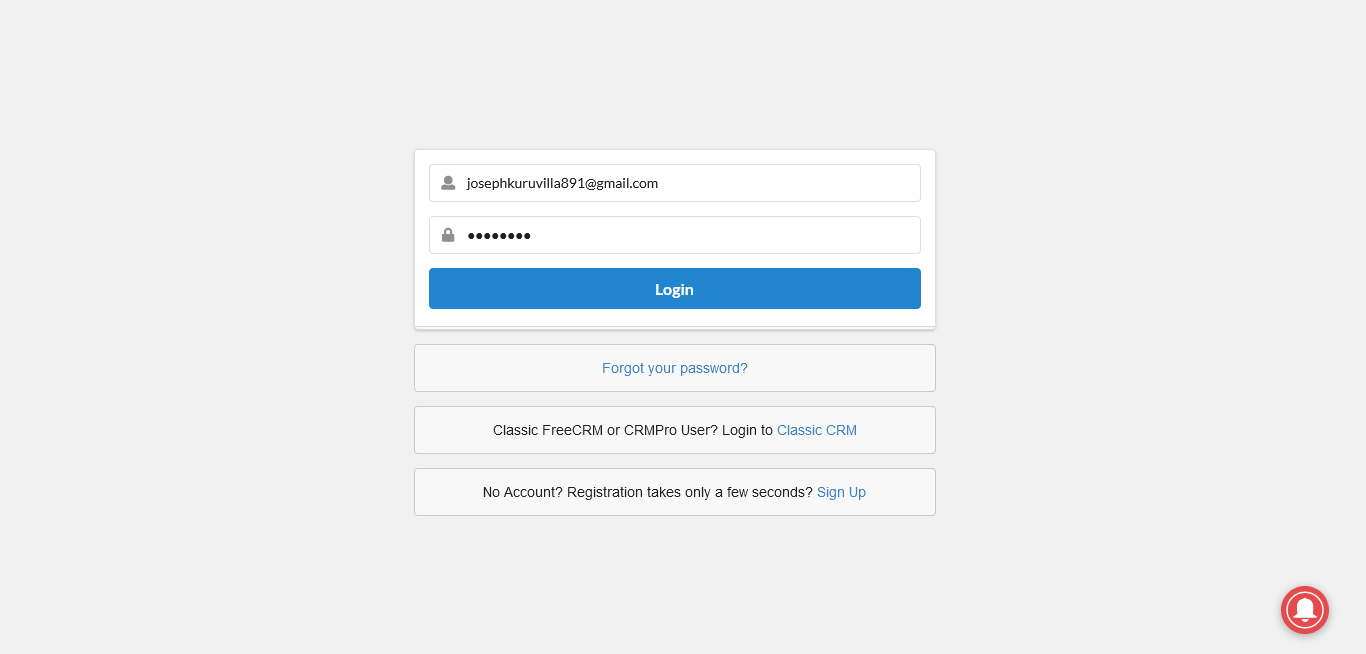 josephkuruvilla891@gmail.com
••••••••
Login
Forgot your password?
Classic FreeCRM or CRMPro User? Login to Classic CRM
No Account? Registration takes only a few seconds? Sign Up